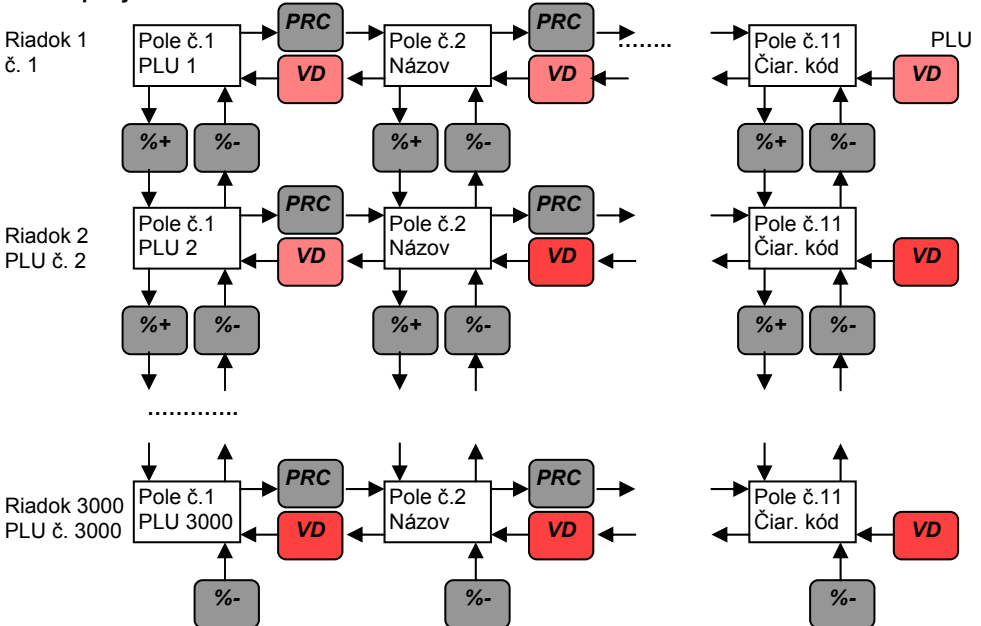 Riadok 1
č. 1
Pole č.1
PLU 1
PRC
VD
Pole č.2
Názov
PRC
VD
........
Pole č.11
Čiar. kód
PLU
VD
%+ %- %+ %- %+ %-
Riadok 2
PLU č. 2
Pole č.1
PLU 2
PRC
VD
Pole č.2
Názov
PRC
VD
Pole č.11
Čiar. kód
VD
%+ %- %+ %- %+ %-
.............
Riadok 3000
PLU č. 3000
Pole č.1
PLU 3000
PRC
VD
Pole č.2
Názov
PRC
VD
Pole č.11
Čiar. kód
VD
%- %- %-